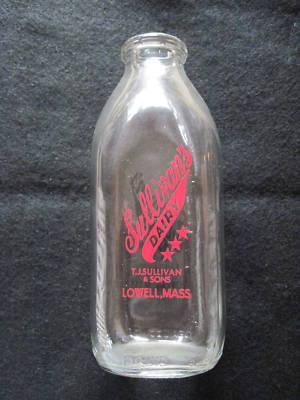 Sullivan's
DAIRY
T.J.SULLIVAN
& SONS
LOWELL,MASS